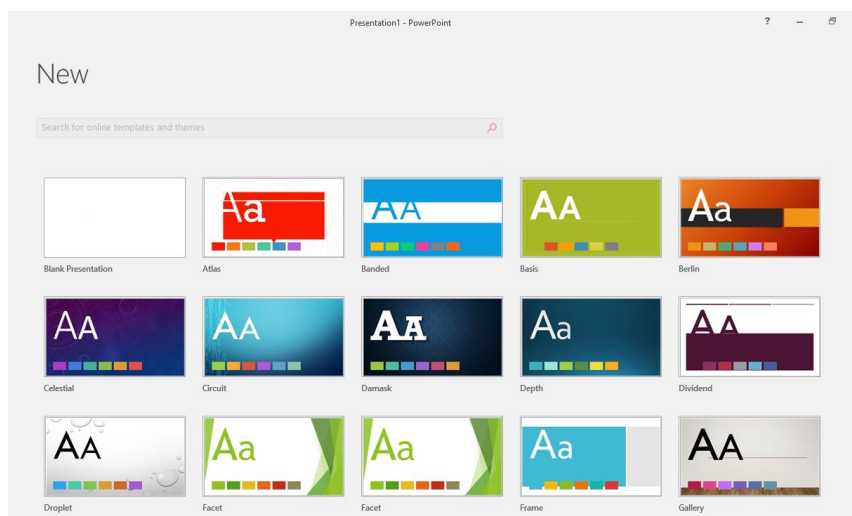 Presentation1 - PowerPoint
?
New
Search for online templates and themes
Aa AA AA Aa
Blank Presentation Atlas Banded Basis Berlin
AA AA AA Aa AA
Celestial Circuit Damask Depth Dividend
AA Aa Aa Aa AA
Droplet Facet Facet Frame Gallery